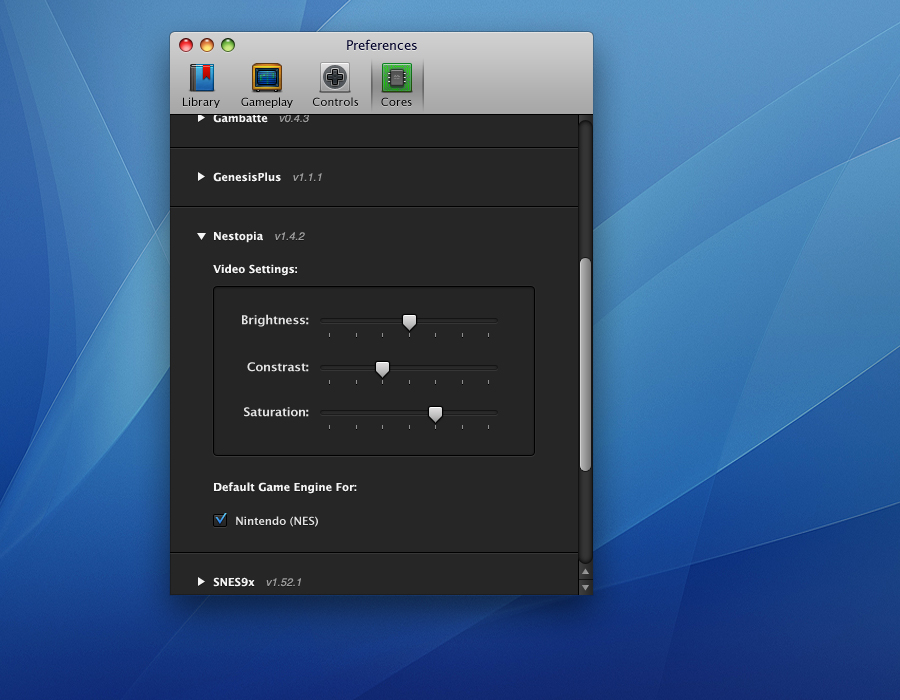 Preferences
Library Gameplay Controls Cores
Gambatte v0.4.3
GenesisPlus v1.1.1
Nestopia v1.4.2
Video Settings:
Brightness:
Constrast:
Saturation:
Default Game Engine For:
Nintendo (NES)
SNES9x v1.52.1